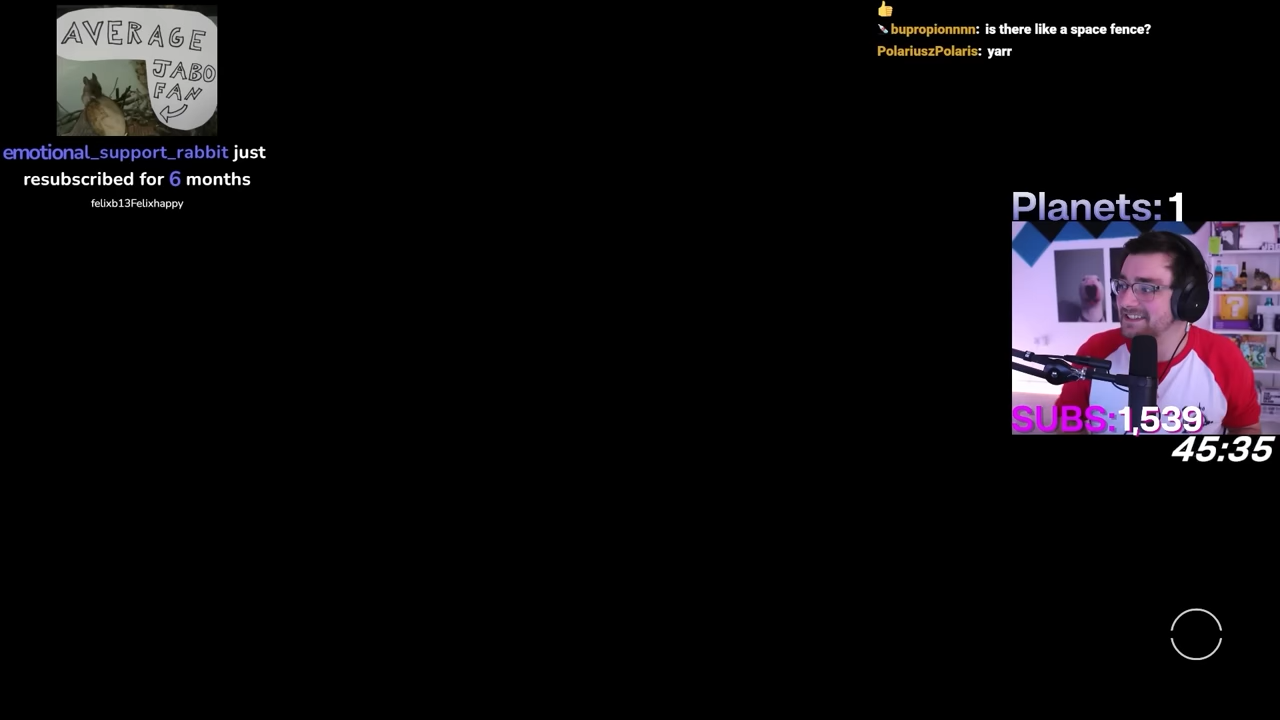 AVERAGE
JABO
FAN
emotional_support_rabbit just
resubscribed for 6 months
felixb13Felixhappy
bupropionnnn: is there like a space fence?
PolariuszPolaris: yarr
Planets: 1
SUBS: 1,539
45:35